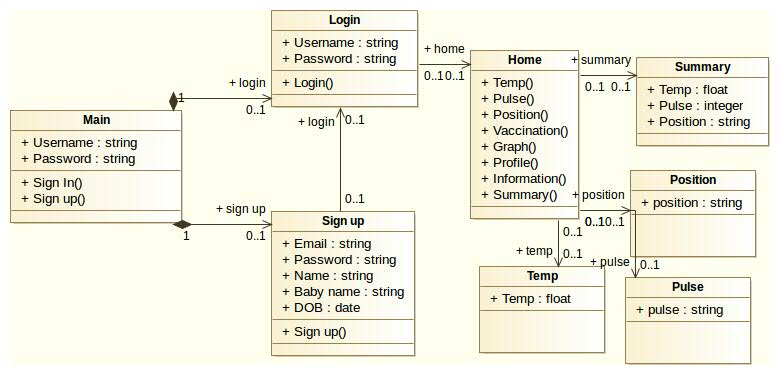 Login
+ Username : string
+ Password : string
+ Login()
+ home
0..1
0..1
Home
+ Temp()
+ Pulse()
+ Position()
+ Vaccination()
+ Graph()
+ Profile()
+ Information()
+ Summary()
+ summary
0..1
0..1
Summary
+ Temp : float
+ Pulse : integer
+ Position : string
+ login
1
0..1
Main
+ Username : string
+ Password : string
+ Sign In()
+ Sign up()
+ login
0..1
0..1
+ sign up
1
0..1
Sign up
+ Email : string
+ Password : string
+ Name : string
+ Baby name : string
+ DOB : date
+ Sign up()
+ position
0..1
0..1
Position
+ position : string
0..1
+ temp
0..1
Temp
+ Temp : float
+ pulse
0..1
Pulse
+ pulse : string